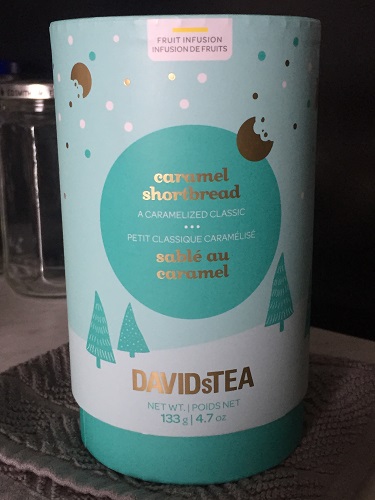 FRUIT INFUSION
INFUSION DE FRUITS
caramel
shortbread
A CARAMELIZED CLASSIC
PETIT CLASSIQUE CARAMÉLISÉ
sablé au
caramel
DAVIDsTEA
NET WT. | POIDS NET
133 g | 4.7 oz